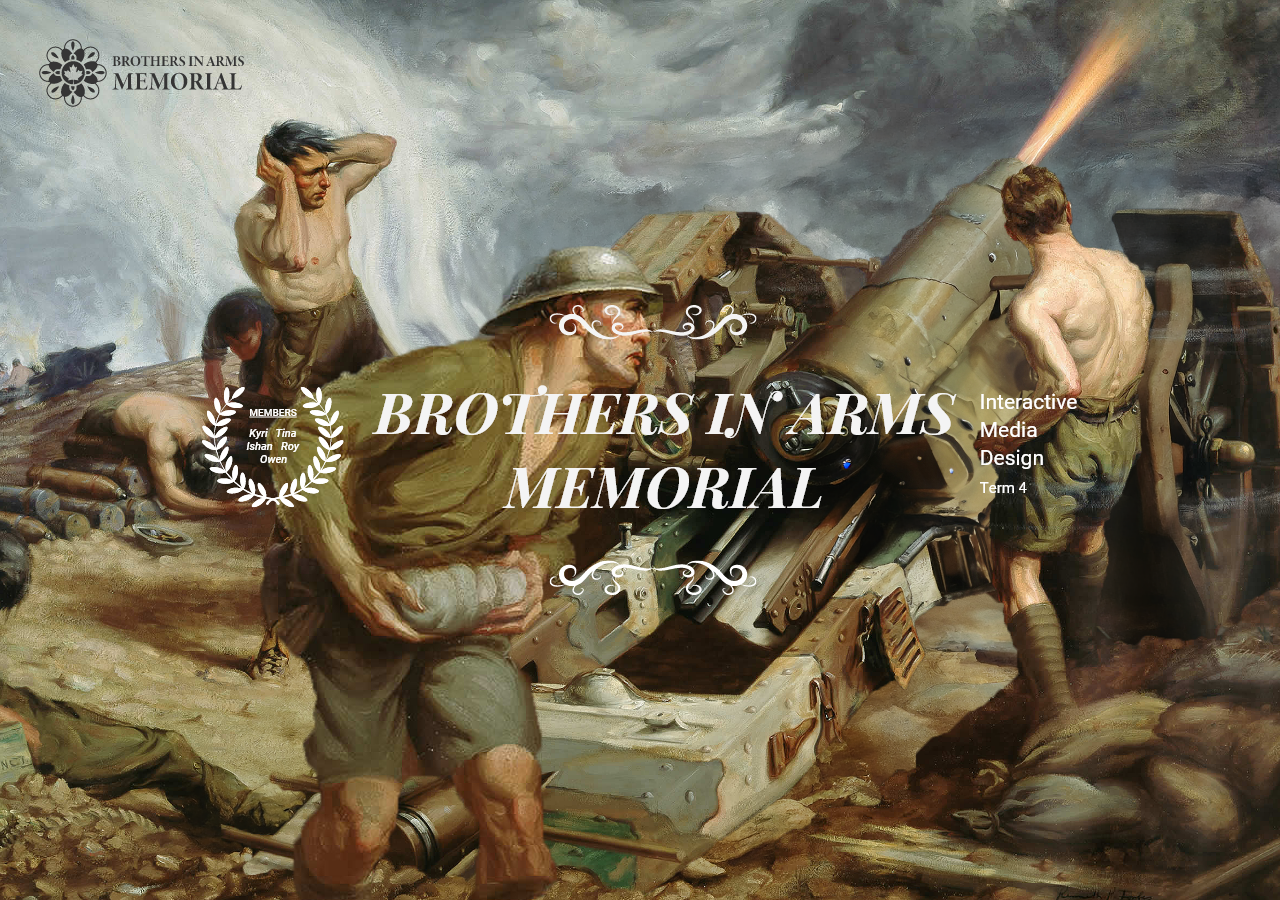 BROTHERS IN ARMS
MEMORIAL
MEMBERS
Kyri Tina
Ishan Roy
Owen
BROTHERS IN ARMS
MEMORIAL
Interactive
Media
Design
Term 4